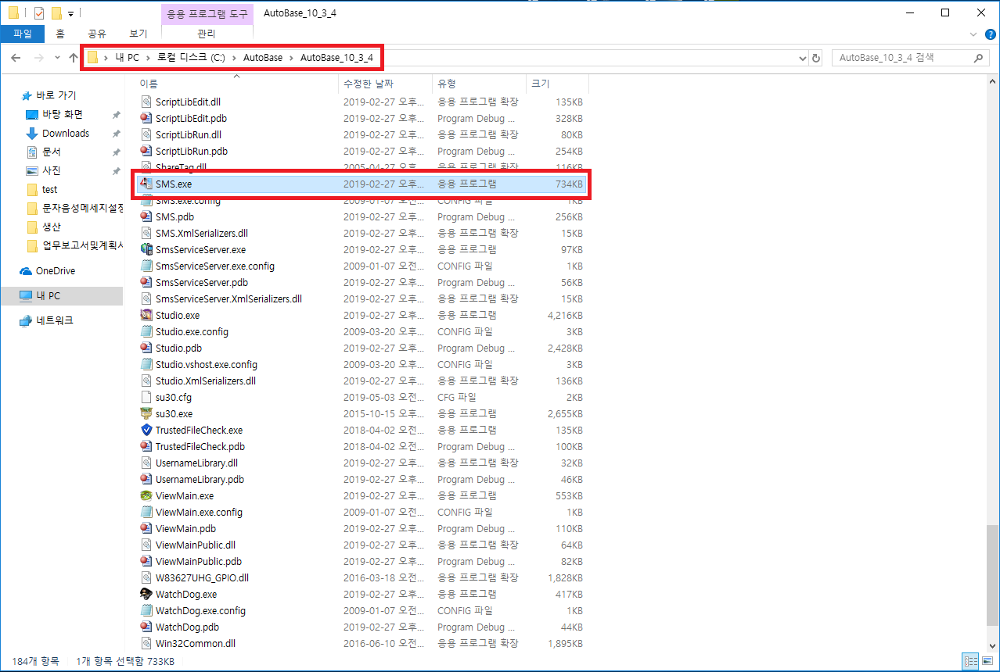 응용 프로그램 도구 AutoBase_10_3_4
파일 홈 공유 보기 관리
내 PC 로컬 디스크 (C:) AutoBase AutoBase_10_3_4 AutoBase_10_3_4 검색
바로 가기
바탕 화면
Downloads
문서
사진
test
문자음성메세지설정
생산
업무보고서및계획서
OneDrive
내 PC
네트워크
이름 수정한 날짜 유형 크기
ScriptLibEdit.dll 2019-02-27 오후... 응용 프로그램 확장 135KB
ScriptLibEdit.pdb 2019-02-27 오후... Program Debug ... 328KB
ScriptLibRun.dll 2019-02-27 오후... 응용 프로그램 확장 80KB
ScriptLibRun.pdb 2019-02-27 오후... Program Debug ... 254KB
ShareTag.dll 2005-04-27 오후... 응용 프로그램 확장 116KB
SMS.exe 2019-02-27 오후... 응용 프로그램 734KB
SMS.exe.config 2009-01-07 오전... CONFIG 파일 1KB
SMS.pdb 2019-02-27 오후... Program Debug ... 256KB
SMS.XmlSerializers.dll 2019-02-27 오후... 응용 프로그램 확장 15KB
SmsServiceServer.exe 2019-02-27 오후... 응용 프로그램 97KB
SmsServiceServer.exe.config 2009-01-07 오전... CONFIG 파일 1KB
SmsServiceServer.pdb 2019-02-27 오후... Program Debug ... 56KB
SmsServiceServer.XmlSerializers.dll 2019-02-27 오후... 응용 프로그램 확장 15KB
Studio.exe 2019-02-27 오후... 응용 프로그램 4,216KB
Studio.exe.config 2009-03-20 오전... CONFIG 파일 3KB
Studio.pdb 2019-02-27 오후... Program Debug ... 2,428KB
Studio.vshost.exe.config 2009-03-20 오전... CONFIG 파일 3KB
Studio.XmlSerializers.dll 2019-02-27 오후... 응용 프로그램 확장 136KB
su30.cfg 2019-05-03 오전... CFG 파일 2KB
su30.exe 2015-10-15 오후... 응용 프로그램 2,655KB
TrustedFileCheck.exe 2018-04-02 오전... 응용 프로그램 135KB
TrustedFileCheck.pdb 2018-04-02 오전... Program Debug ... 100KB
UsernameLibrary.dll 2019-02-27 오후... 응용 프로그램 확장 32KB
UsernameLibrary.pdb 2019-02-27 오후... Program Debug ... 46KB
ViewMain.exe 2019-02-27 오후... 응용 프로그램 553KB
ViewMain.exe.config 2009-01-07 오전... CONFIG 파일 1KB
ViewMain.pdb 2019-02-27 오후... Program Debug ... 110KB
ViewMainPublic.dll 2019-02-27 오후... 응용 프로그램 확장 64KB
ViewMainPublic.pdb 2019-02-27 오후... Program Debug ... 82KB
W83627UHG_GPIO.dll 2016-03-18 오전... 응용 프로그램 확장 1,828KB
WatchDog.exe 2019-02-27 오후... 응용 프로그램 417KB
WatchDog.exe.config 2009-01-07 오전... CONFIG 파일 1KB
WatchDog.pdb 2019-02-27 오후... Program Debug ... 44KB
Win32Common.dll 2016-06-10 오전... 응용 프로그램 확장 1,895KB
184개 항목 1개 항목 선택함 733KB